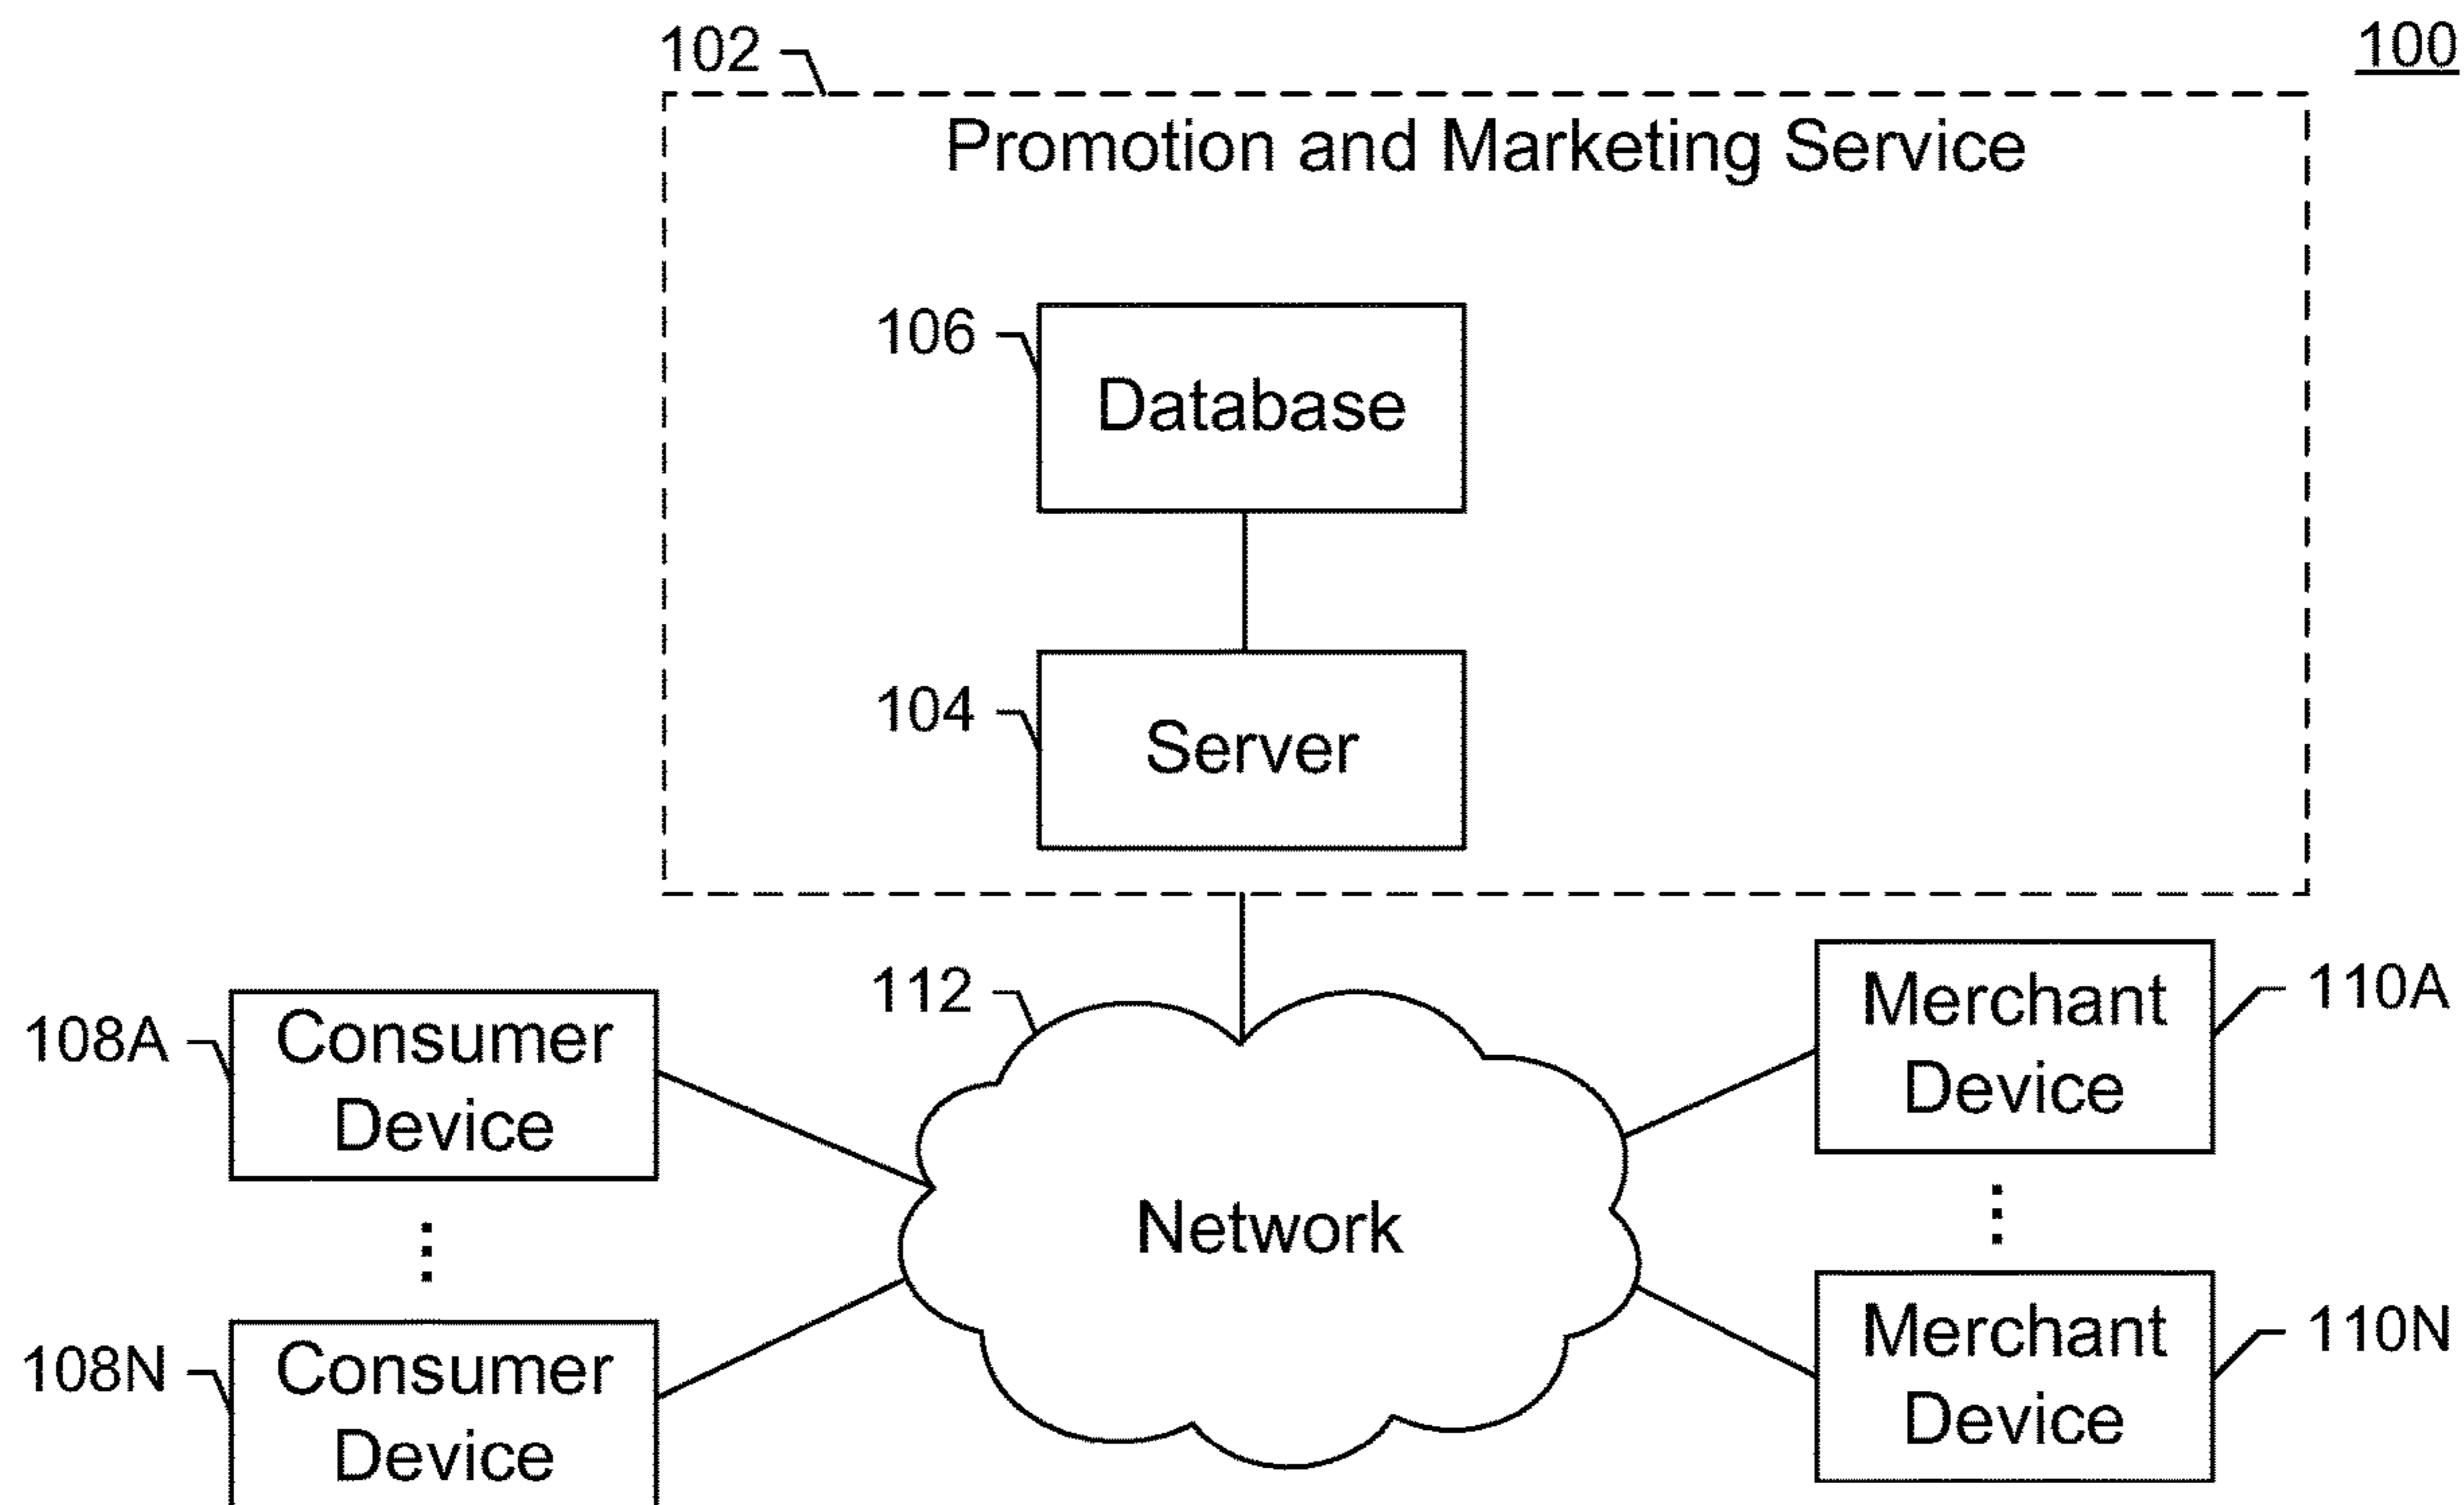 100
102
Promotion and Marketing Service
106
Database
104
Server
112
108A
Consumer
Device
108N
Consumer
Device
Network
Merchant
Device
110A
Merchant
Device
110N